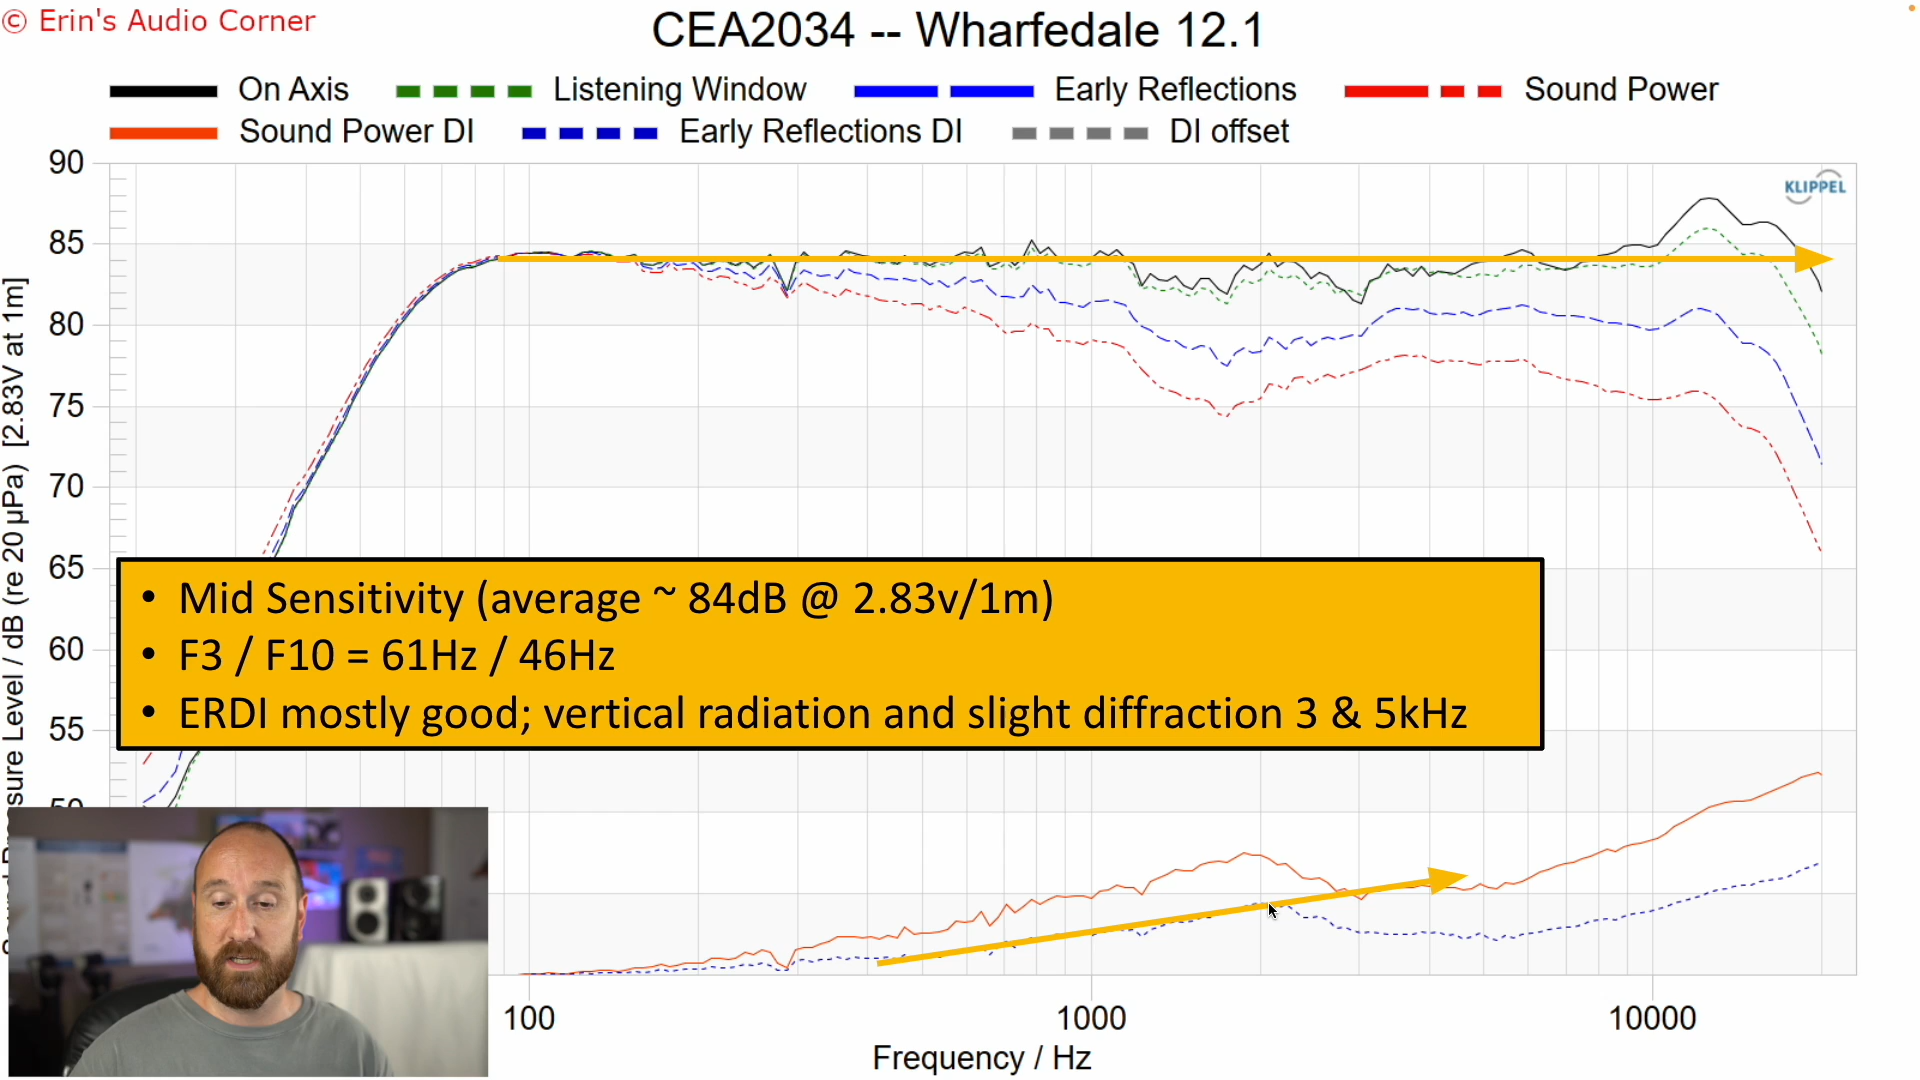 © Erin's Audio Corner
CEA2034 -- Wharfedale 12.1
On Axis Listening Window Early Reflections Sound Power
Sound Power DI Early Reflections DI DI offset
KLIPPEL
90
85
80
75
70
65
60
55
50
sure Level / dB (re 20 µPa) [2.83V at 1m]
• Mid Sensitivity (average ~ 84dB @ 2.83v/1m)
• F3 / F10 = 61Hz / 46Hz
• ERDI mostly good; vertical radiation and slight diffraction 3 & 5kHz
100 1000 10000
Frequency / Hz